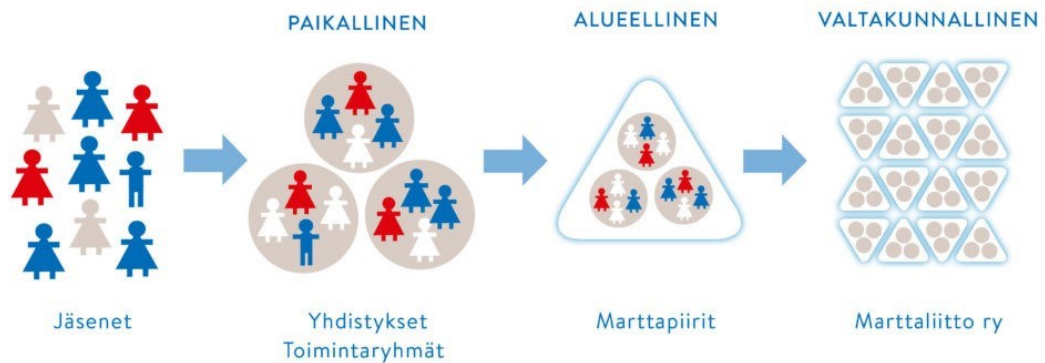 PAIKALLINEN
ALUEELLINEN
VALTAKUNNALLINEN
Jäsenet
Yhdistykset
Toimintaryhmät
Marttapiirit
Marttaliitto ry